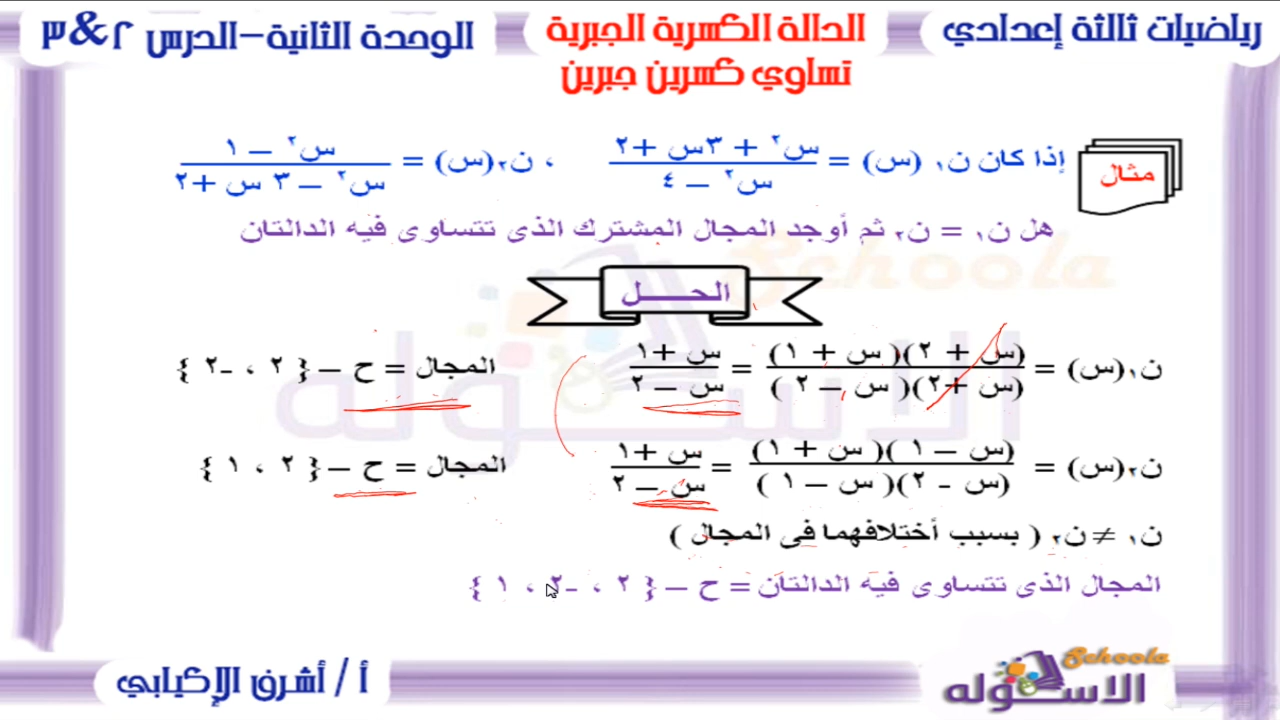 رياضيات ثالثة إعدادي
الدالة الكسرية الجبرية
تساوي كسرين جبرين
الوحدة الثانية-الدرس ٢&٣
مثال
إذا كان ن١ (س) = (س٢ + ٣س +٢) / (س٢ – ٤) ، ن٢(س) = (س٢ – ١) / (س٢ – ٣ س +٢)
هل ن١ = ن٢ ثم أوجد المجال المشترك الذى تتساوى فيه الدالتان
الحــــل
ن١(س) = (س + ٢)(س + ١) / (س +٢)(س – ٢) = س +١ / س – ٢ المجال = ح – { ٢ ، -٢ }
ن٢(س) = (س – ١)(س + ١) / (س - ٢)(س – ١) = س +١ / س – ٢ المجال = ح – { ٢ ، ١ }
ن١ ≠ ن٢ ( بسبب أختلافهما فى المجال )
المجال الذى تتساوى فيه الدالتان = ح – { ٢ ، -٢ ، ١ }
أ / أشرف الإكيابي
Schoola
الاسكوله